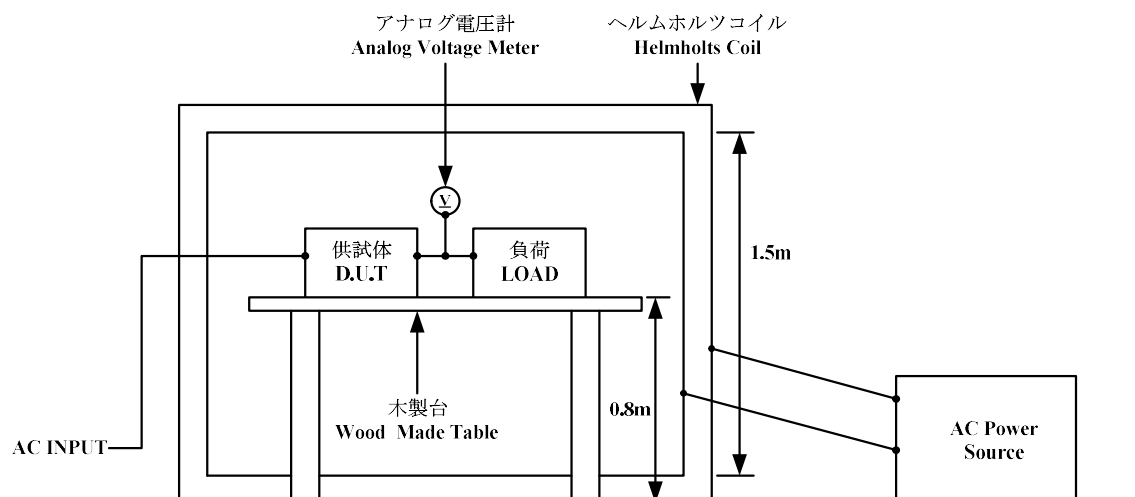 アナログ電圧計
Analog Voltage Meter
ヘルムホルツコイル
Helmholts Coil
V
供試体
D.U.T
負荷
LOAD
1.5m
木製台
Wood Made Table
0.8m
AC INPUT
AC Power
Source